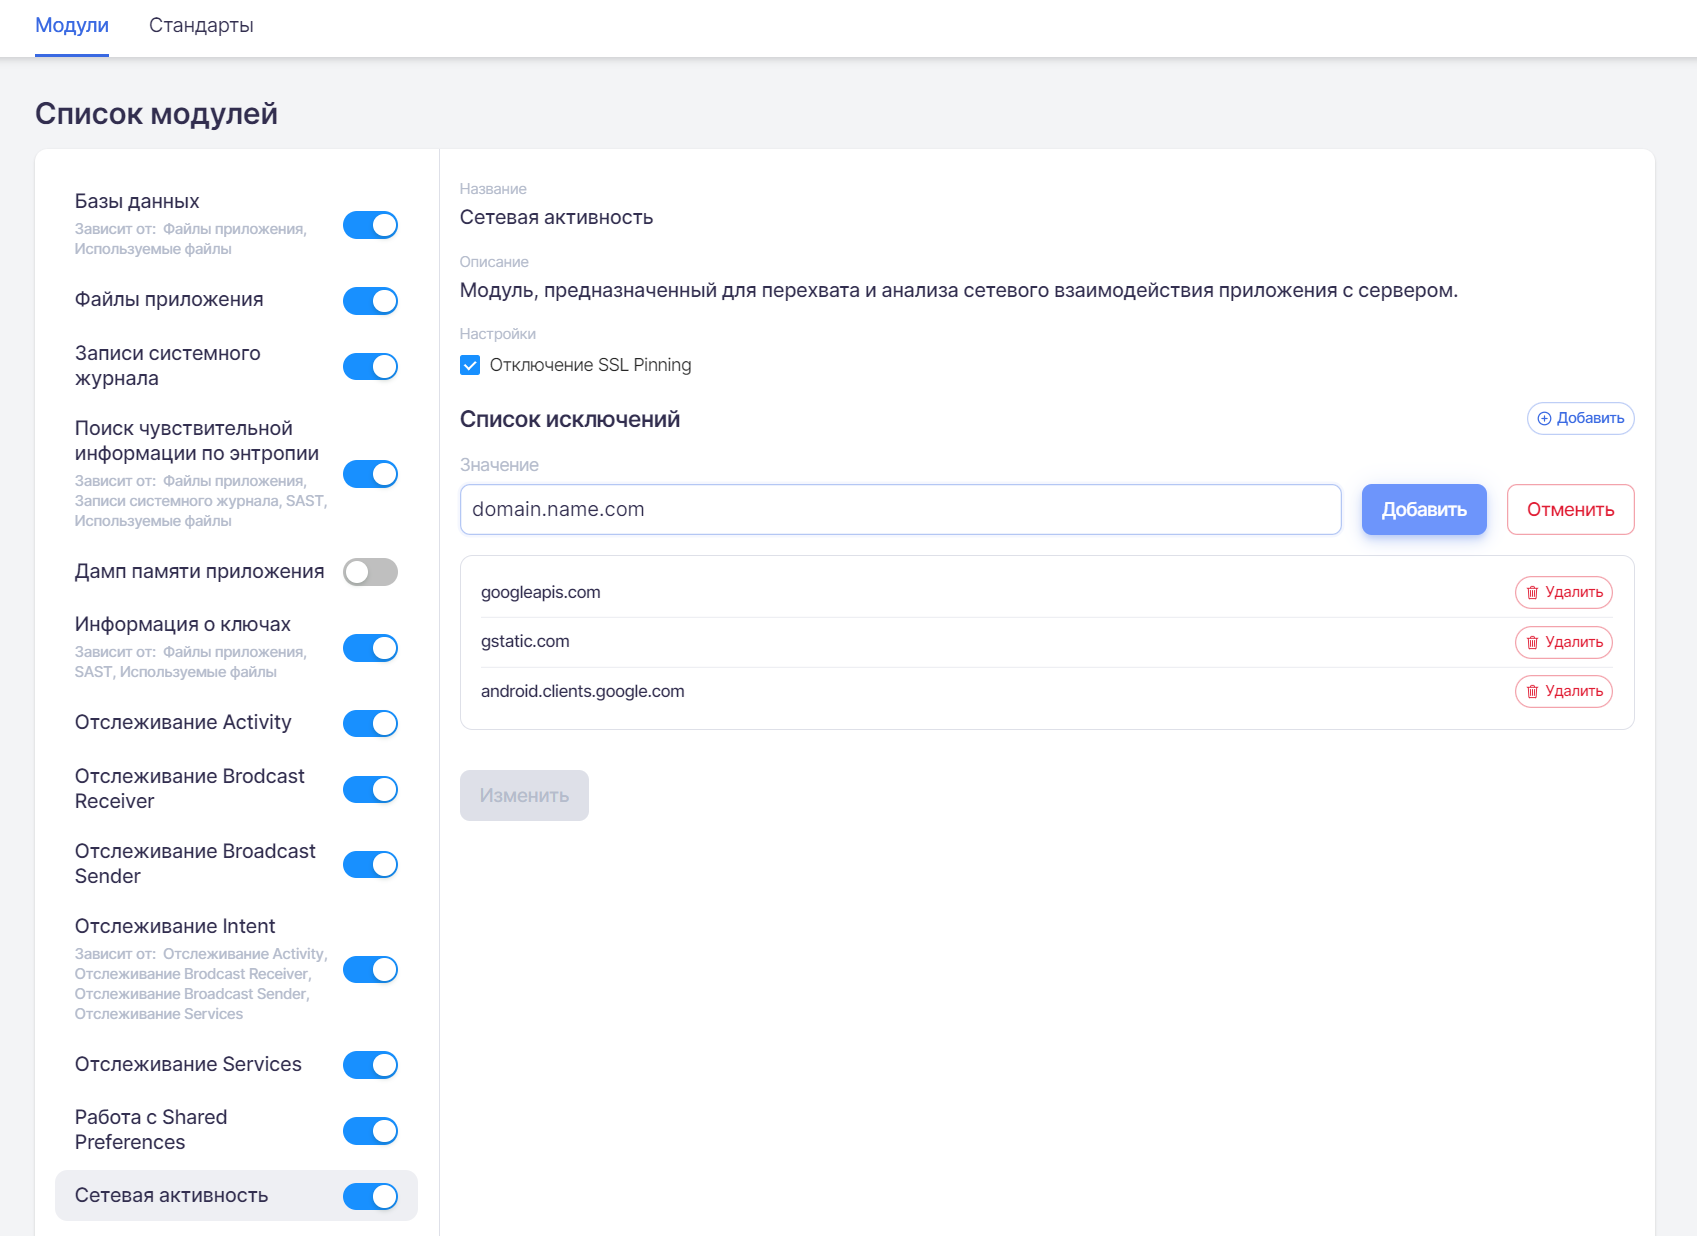 Модули
Стандарты
Список модулей
Базы данных
Зависит от: Файлы приложения,
Используемые файлы
Файлы приложения
Записи системного
журнала
Поиск чувствительной
информации по энтропии
Зависит от: Файлы приложения,
Записи системного журнала, SAST,
Используемые файлы
Дамп памяти приложения
Информация о ключах
Зависит от: Файлы приложения,
SAST, Используемые файлы
Отслеживание Activity
Отслеживание Brodcast
Receiver
Отслеживание Broadcast
Sender
Отслеживание Intent
Зависит от: Отслеживание Activity,
Отслеживание Brodcast Receiver,
Отслеживание Broadcast Sender,
Отслеживание Services
Отслеживание Services
Работа с Shared
Preferences
Сетевая активность
Название
Сетевая активность
Описание
Модуль, предназначенный для перехвата и анализа сетевого взаимодействия приложения с сервером.
Настройки
Отключение SSL Pinning
Список исключений
Добавить
Значение
domain.name.com
Добавить
Отменить
googleapis.com
Удалить
gstatic.com
Удалить
android.clients.google.com
Удалить
Изменить